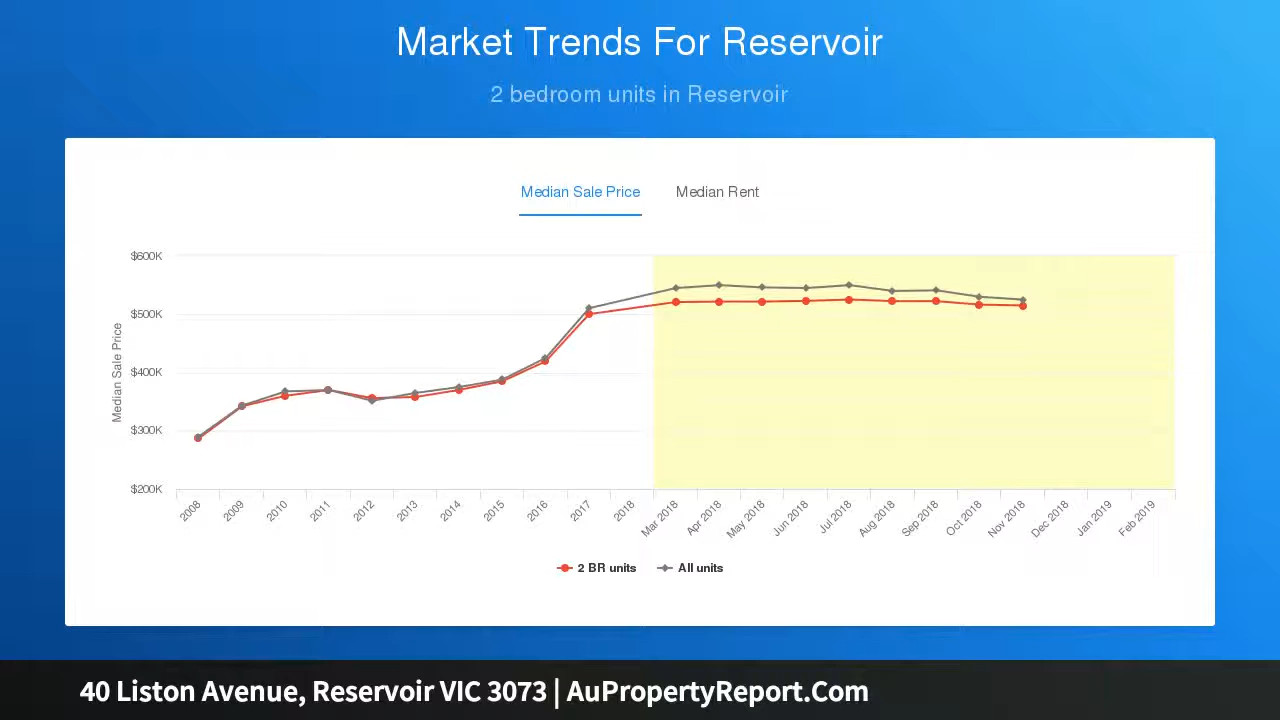 Market Trends For Reservoir
2 bedroom units in Reservoir
Median Sale Price Median Rent
Median Sale Price
$600K
$500K
$400K
$300K
$200K
2008 2009 2010 2011 2012 2013 2014 2015 2016 2017 2018 Mar 2018 Apr 2018 May 2018 Jun 2018 Jul 2018 Aug 2018 Sep 2018 Oct 2018 Nov 2018 Dec 2018 Jan 2019 Feb 2019
2 BR units All units
40 Liston Avenue, Reservoir VIC 3073 | AuPropertyReport.Com